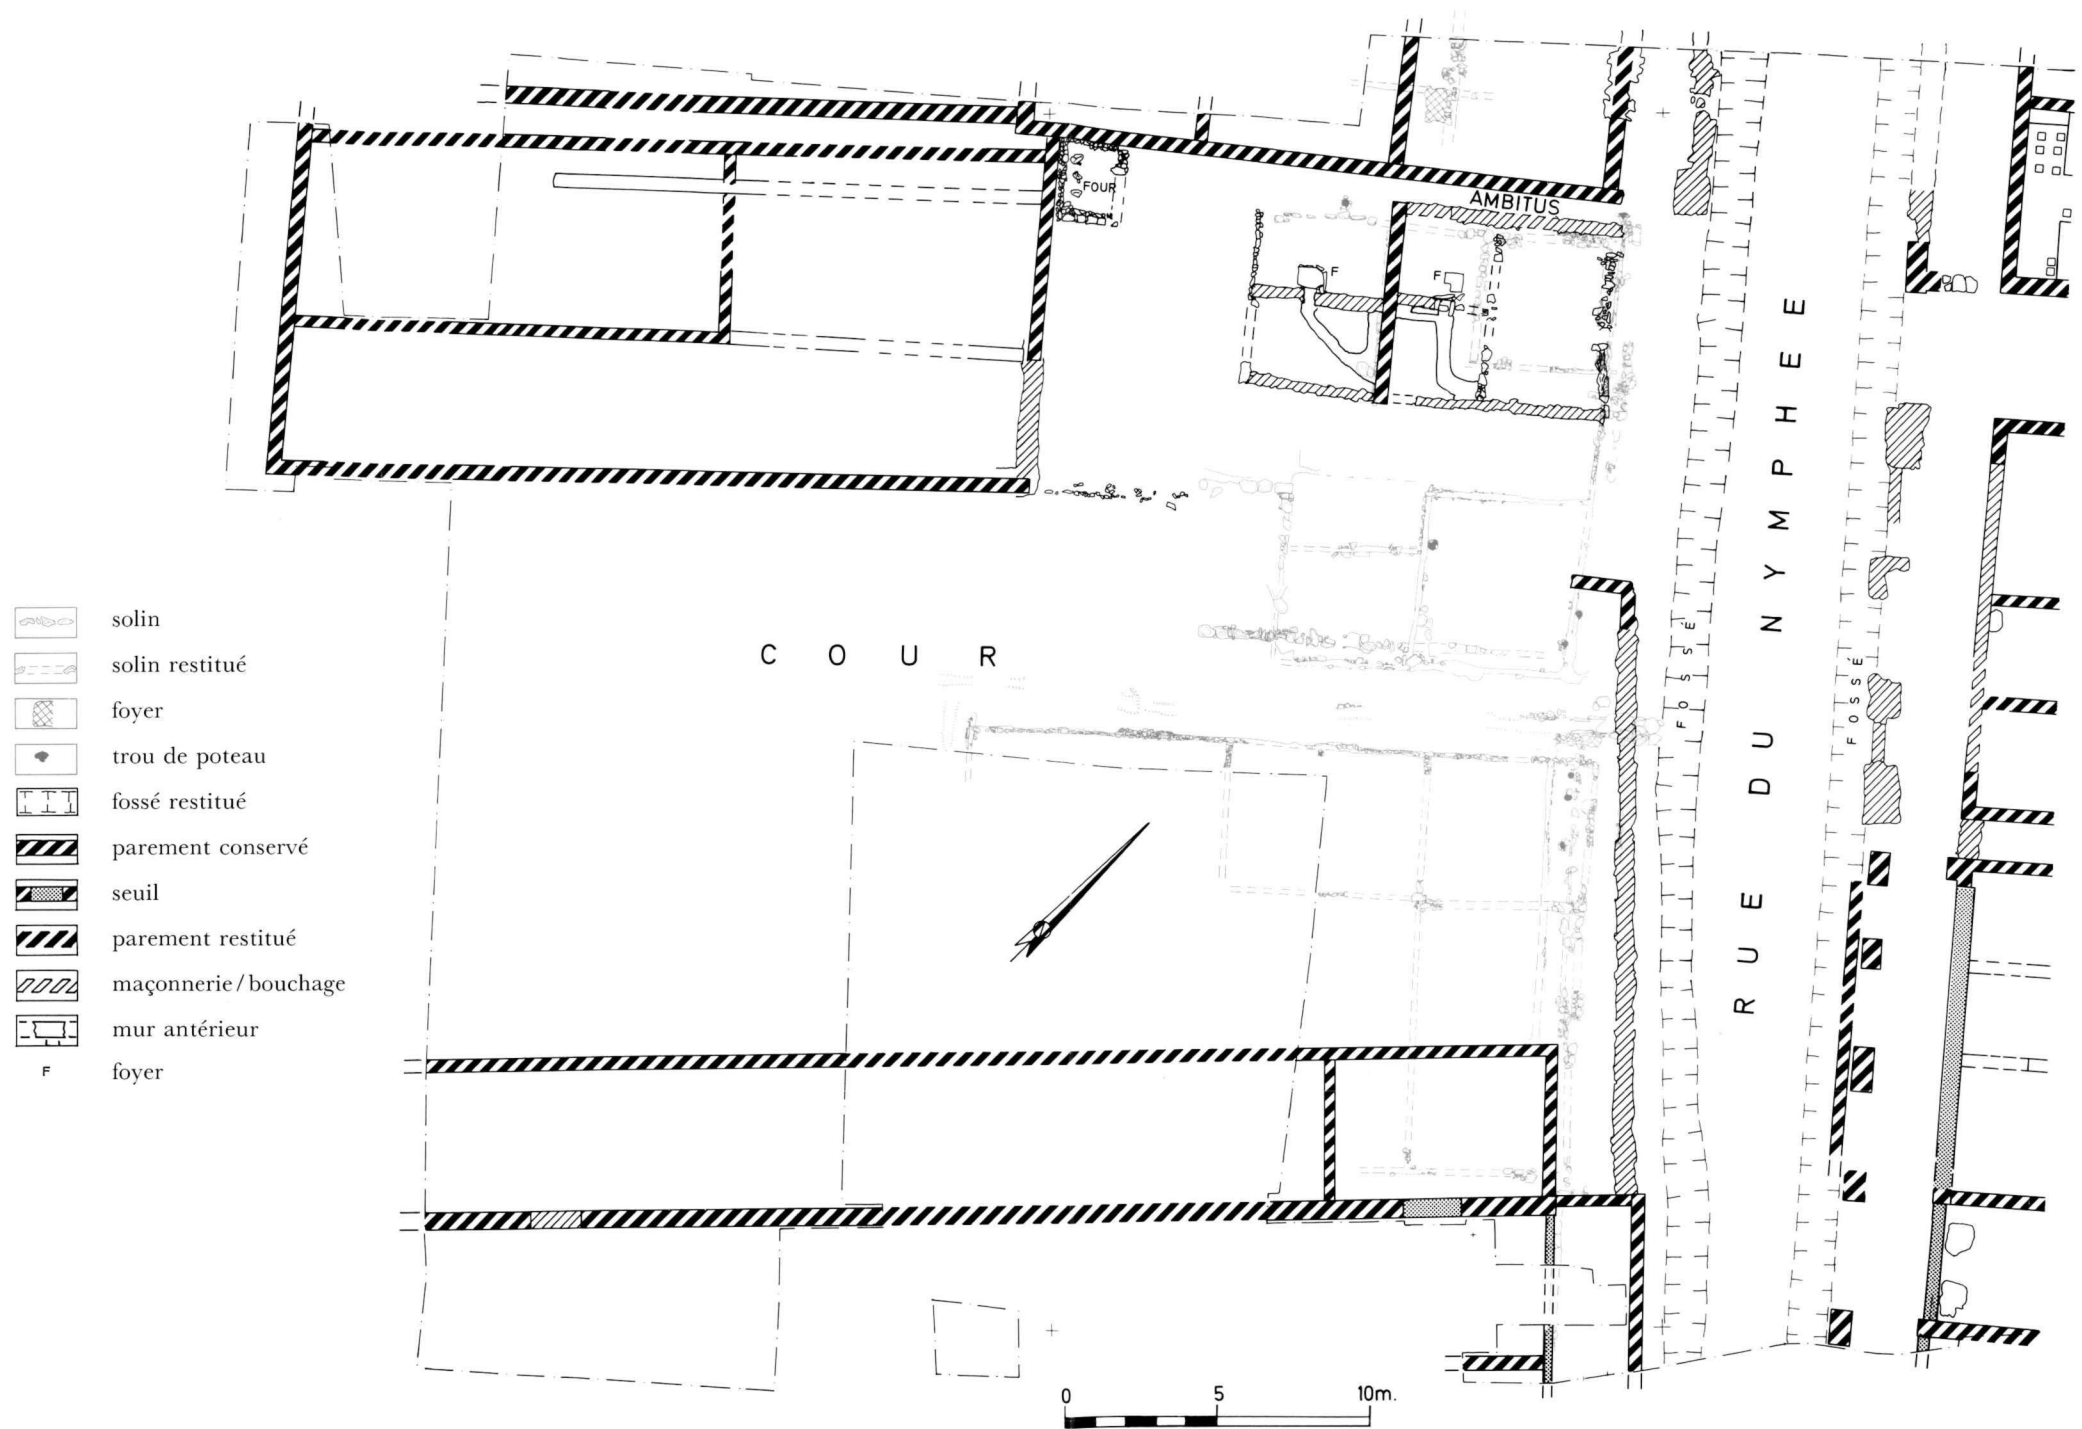 FOUR
AMBITUS
F
F
COUR
RUE DU NYMPHEE
FOSSÉ
FOSSÉ
solin
solin restitué
foyer
trou de poteau
fossé restitué
parement conservé
seuil
parement restitué
maçonnerie/bouchage
mur antérieur
F foyer
0 5 10m.